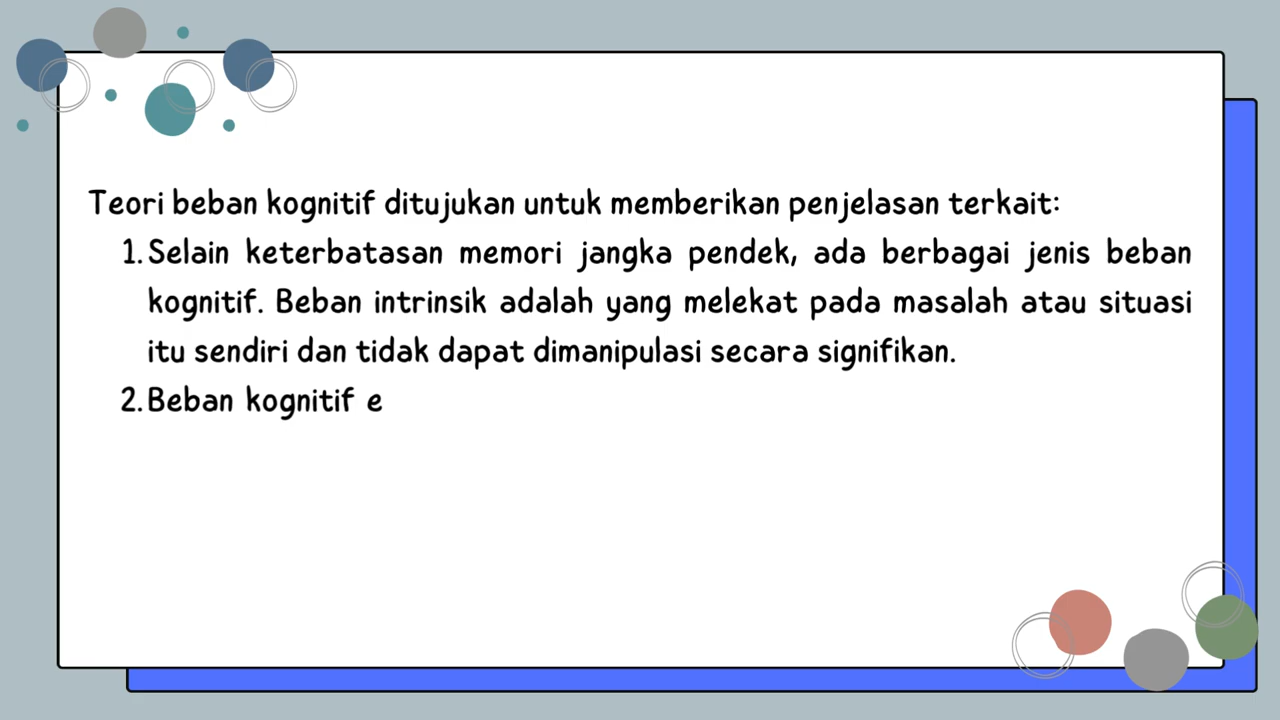 Teori beban kognitif ditujukan untuk memberikan penjelasan terkait:
1. Selain keterbatasan memori jangka pendek, ada berbagai jenis beban
kognitif. Beban intrinsik adalah yang melekat pada masalah atau situasi
itu sendiri dan tidak dapat dimanipulasi secara signifikan.
2. Beban kognitif e